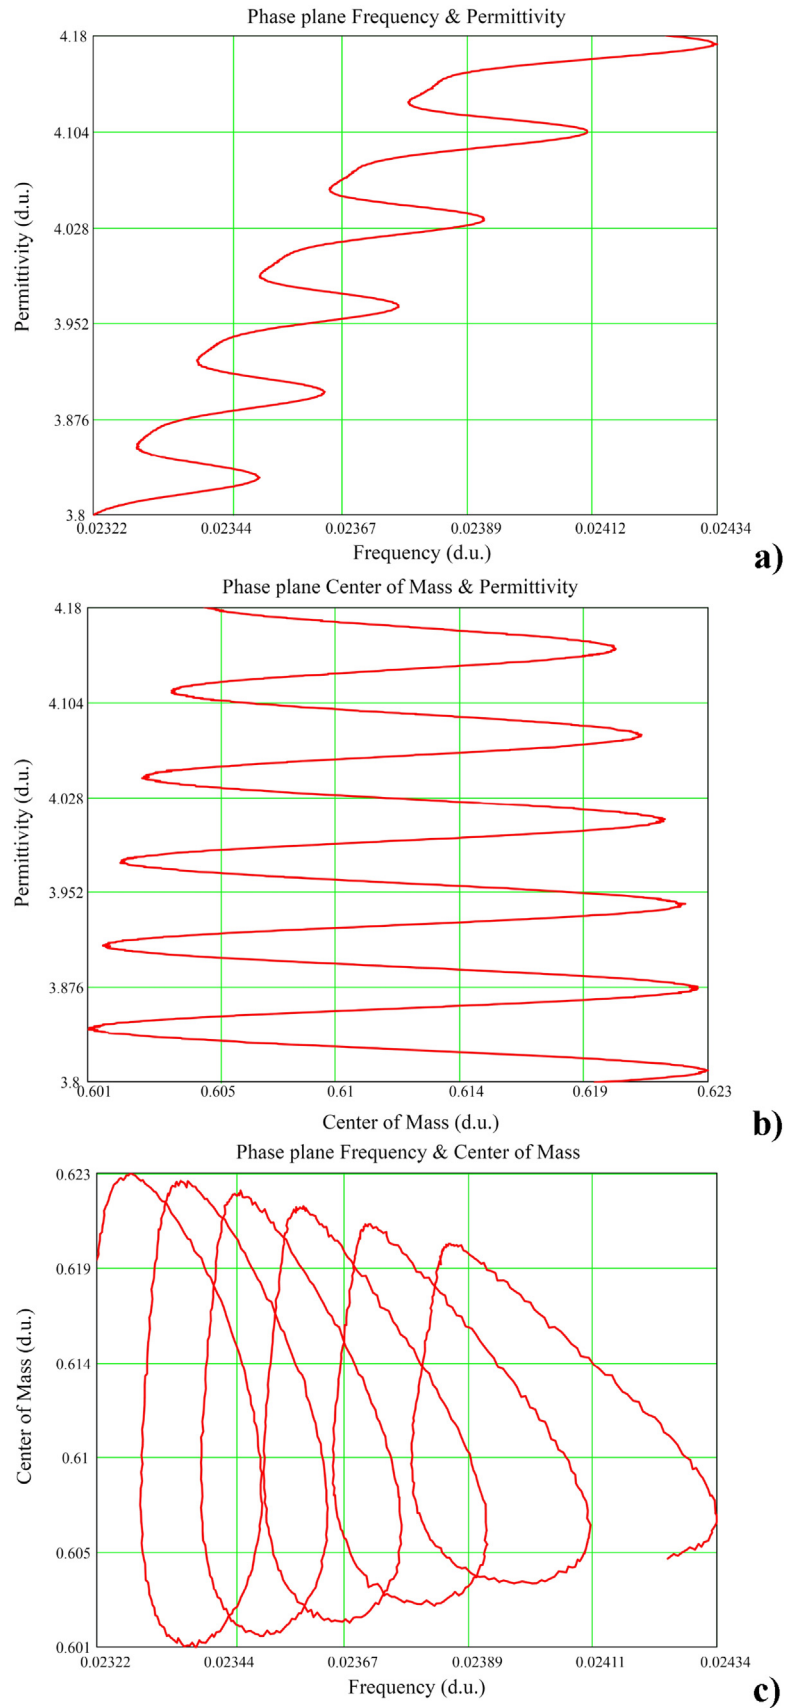 Phase plane Frequency & Permittivity
4.18
4.104
4.028
3.952
3.876
3.8
Permittivity (d.u.)
0.02322 0.02344 0.02367 0.02389 0.02412 0.02434
Frequency (d.u.)
a)
Phase plane Center of Mass & Permittivity
4.18
4.104
4.028
3.952
3.876
3.8
Permittivity (d.u.)
0.601 0.605 0.61 0.614 0.619 0.623
Center of Mass (d.u.)
b)
Phase plane Frequency & Center of Mass
0.623
0.619
0.614
0.61
0.605
0.601
Center of Mass (d.u.)
0.02322 0.02344 0.02367 0.02389 0.02411 0.02434
Frequency (d.u.)
c)